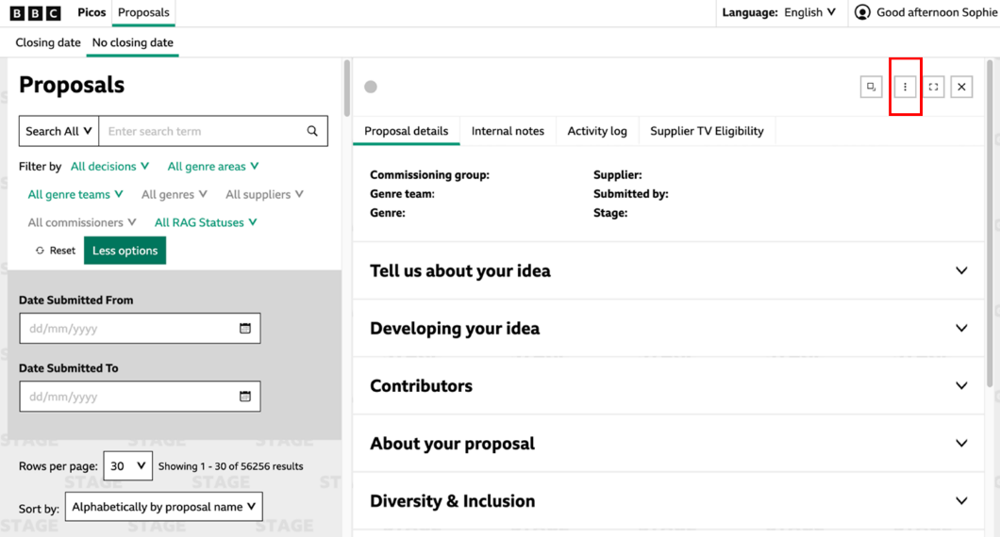 BBC Picos Proposals Language: English Good afternoon Sophie
Closing date No closing date
Proposals
Search All Enter search term
Filter by All decisions All genre areas
All genre teams All genres All suppliers
All commissioners All RAG Statuses
Reset Less options
Date Submitted From
dd/mm/yyyy
Date Submitted To
dd/mm/yyyy
Rows per page: 30 Showing 1 - 30 of 56256 results
Sort by: Alphabetically by proposal name
STAGE STAGE STAGE
STAGE STAGE ST
STAGE STAGE STAGE
Proposal details Internal notes Activity log Supplier TV Eligibility
Commissioning group: Supplier:
Genre team: Submitted by:
Genre: Stage:
Tell us about your idea
Developing your idea
Contributors
About your proposal
Diversity & Inclusion